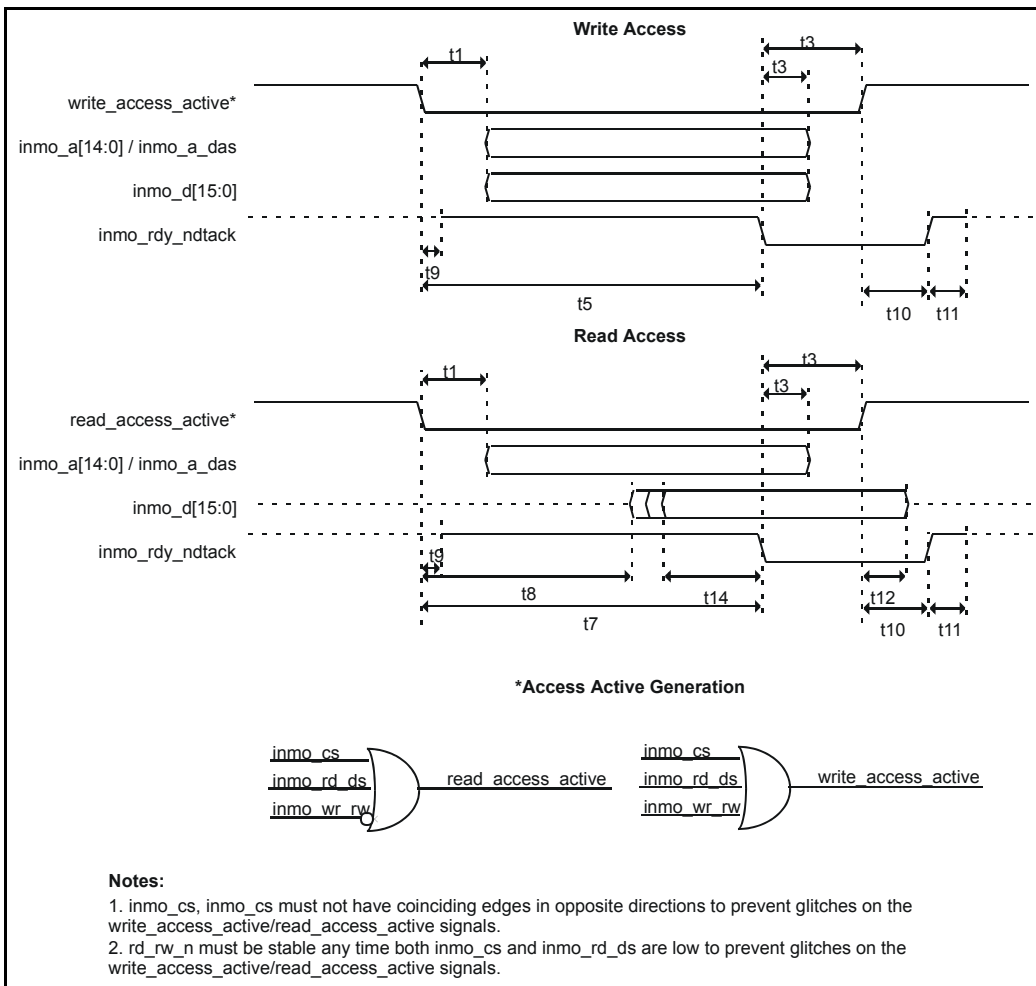 Write Access
t1
t3
t3
write_access_active*
inmo_a[14:0] / inmo_a_das
inmo_d[15:0]
inmo_rdy_ndtack
t9
t5
t10
t11
Read Access
t1
t3
t3
read_access_active*
inmo_a[14:0] / inmo_a_das
inmo_d[15:0]
inmo_rdy_ndtack
t9
t8
t14
t12
t7
t10
t11
*Access Active Generation
inmo_cs
inmo_rd_ds
inmo_wr_rw
read_access_active
inmo_cs
inmo_rd_ds
inmo_wr_rw
write_access_active
Notes:
1. inmo_cs, inmo_cs must not have coinciding edges in opposite directions to prevent glitches on the
write_access_active/read_access_active signals.
2. rd_rw_n must be stable any time both inmo_cs and inmo_rd_ds are low to prevent glitches on the
write_access_active/read_access_active signals.